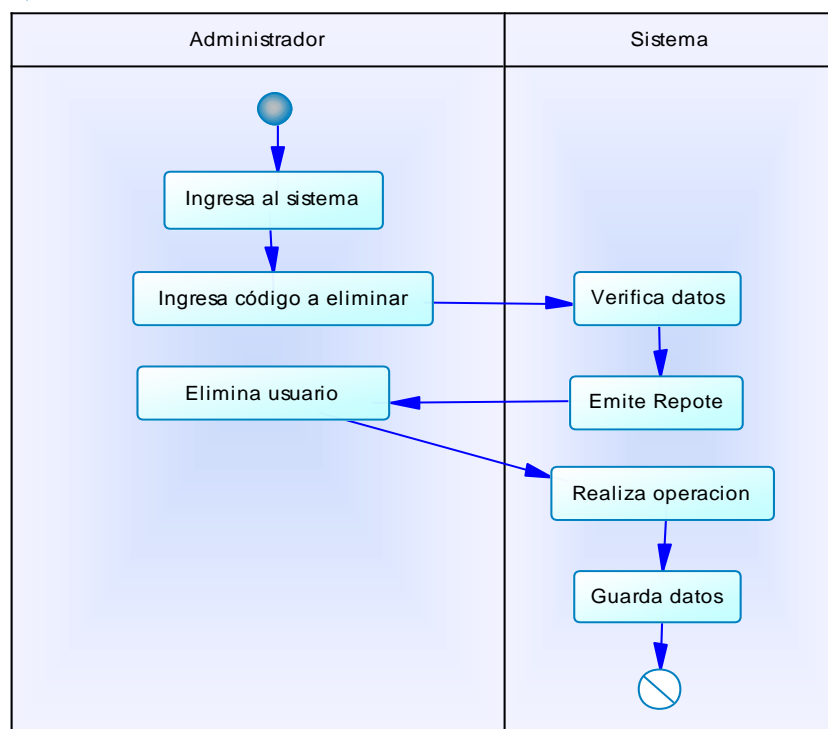 Administrador
Sistema
Ingresa al sistema
Ingresa código a eliminar
Verifica datos
Elimina usuario
Emite Repote
Realiza operacion
Guarda datos